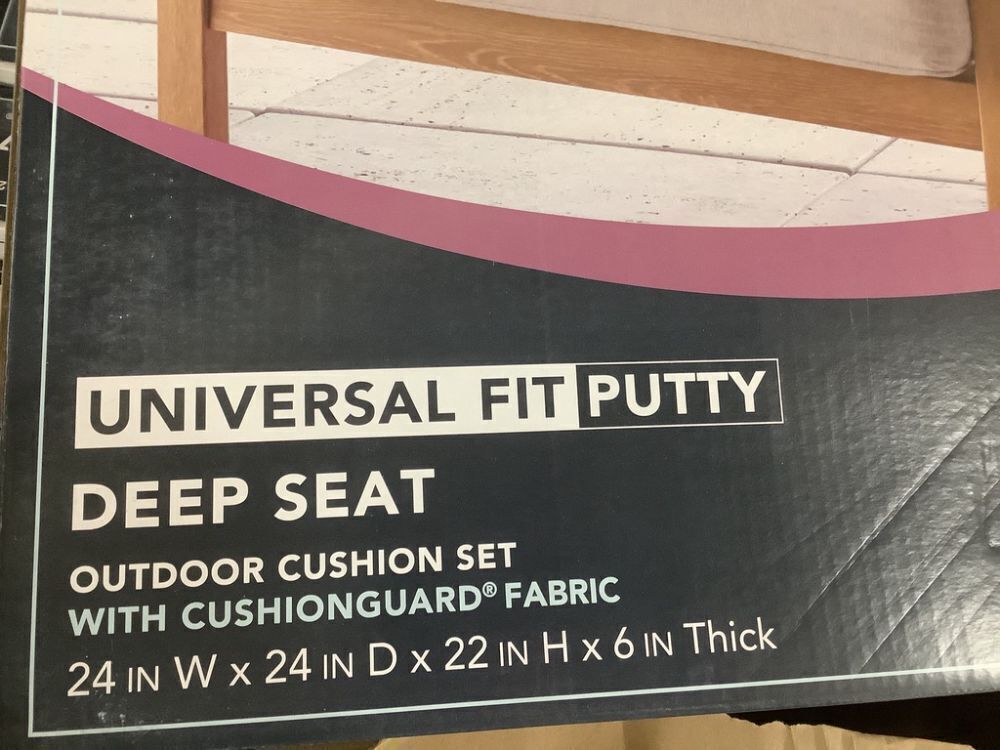 UNIVERSAL FIT PUTTY
DEEP SEAT
OUTDOOR CUSHION SET
WITH CUSHIONGUARD® FABRIC
24 IN W x 24 IN D x 22 IN H x 6 IN Thick